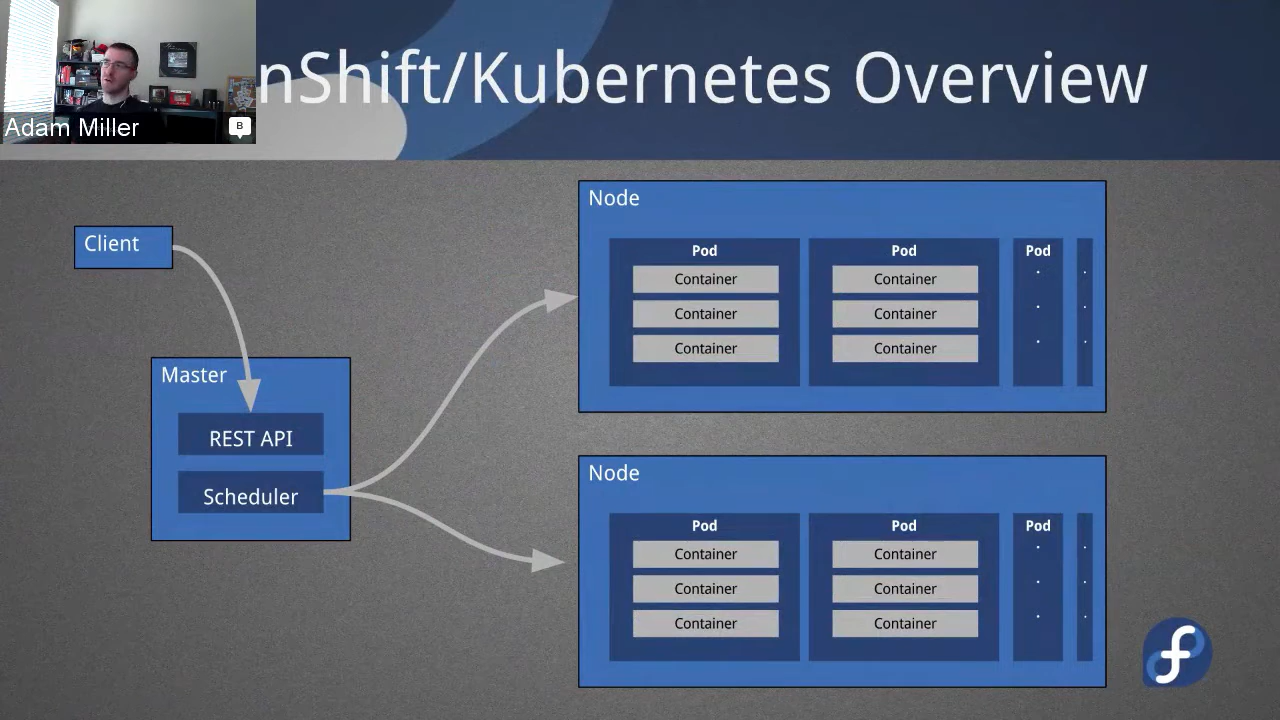 nShift/Kubernetes Overview
Adam Miller
B
Client
Master
REST API
Scheduler
Node
Pod Pod Pod
Container Container
Container Container
Container Container
Node
Pod Pod Pod
Container Container
Container Container
Container Container